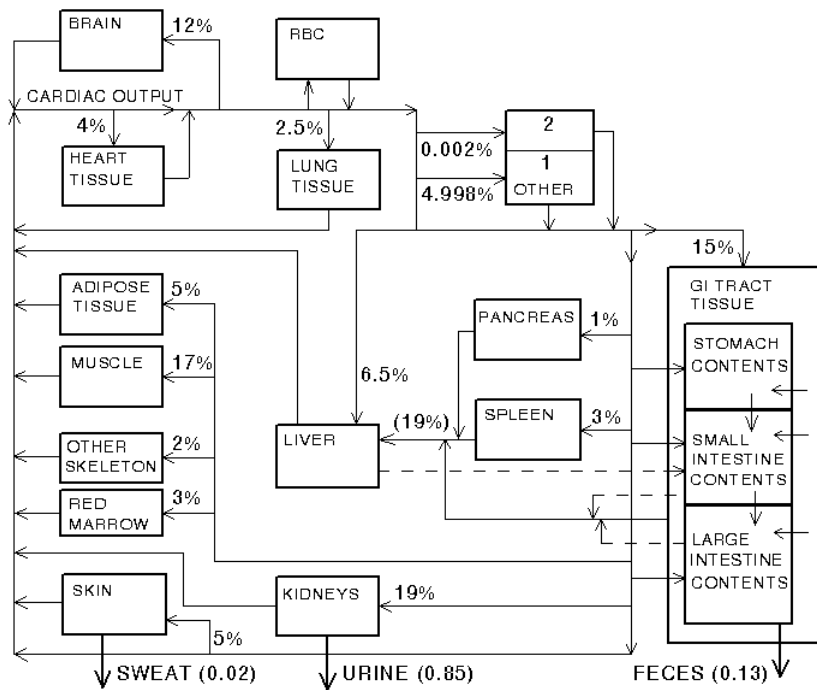 BRAIN
12%
RBC
CARDIAC OUTPUT
4%
2.5%
HEART
TISSUE
LUNG
TISSUE
2
0.002%
1
4.998%
OTHER
15%
GI TRACT
TISSUE
ADIPOSE
TISSUE
5%
PANCREAS
1%
STOMACH
CONTENTS
MUSCLE
17%
6.5%
(19%)
SPLEEN
3%
LIVER
SMALL
INTESTINE
CONTENTS
OTHER
SKELETON
2%
RED
MARROW
3%
LARGE
INTESTINE
CONTENTS
SKIN
5%
KIDNEYS
19%
SWEAT (0.02)
URINE (0.85)
FECES (0.13)